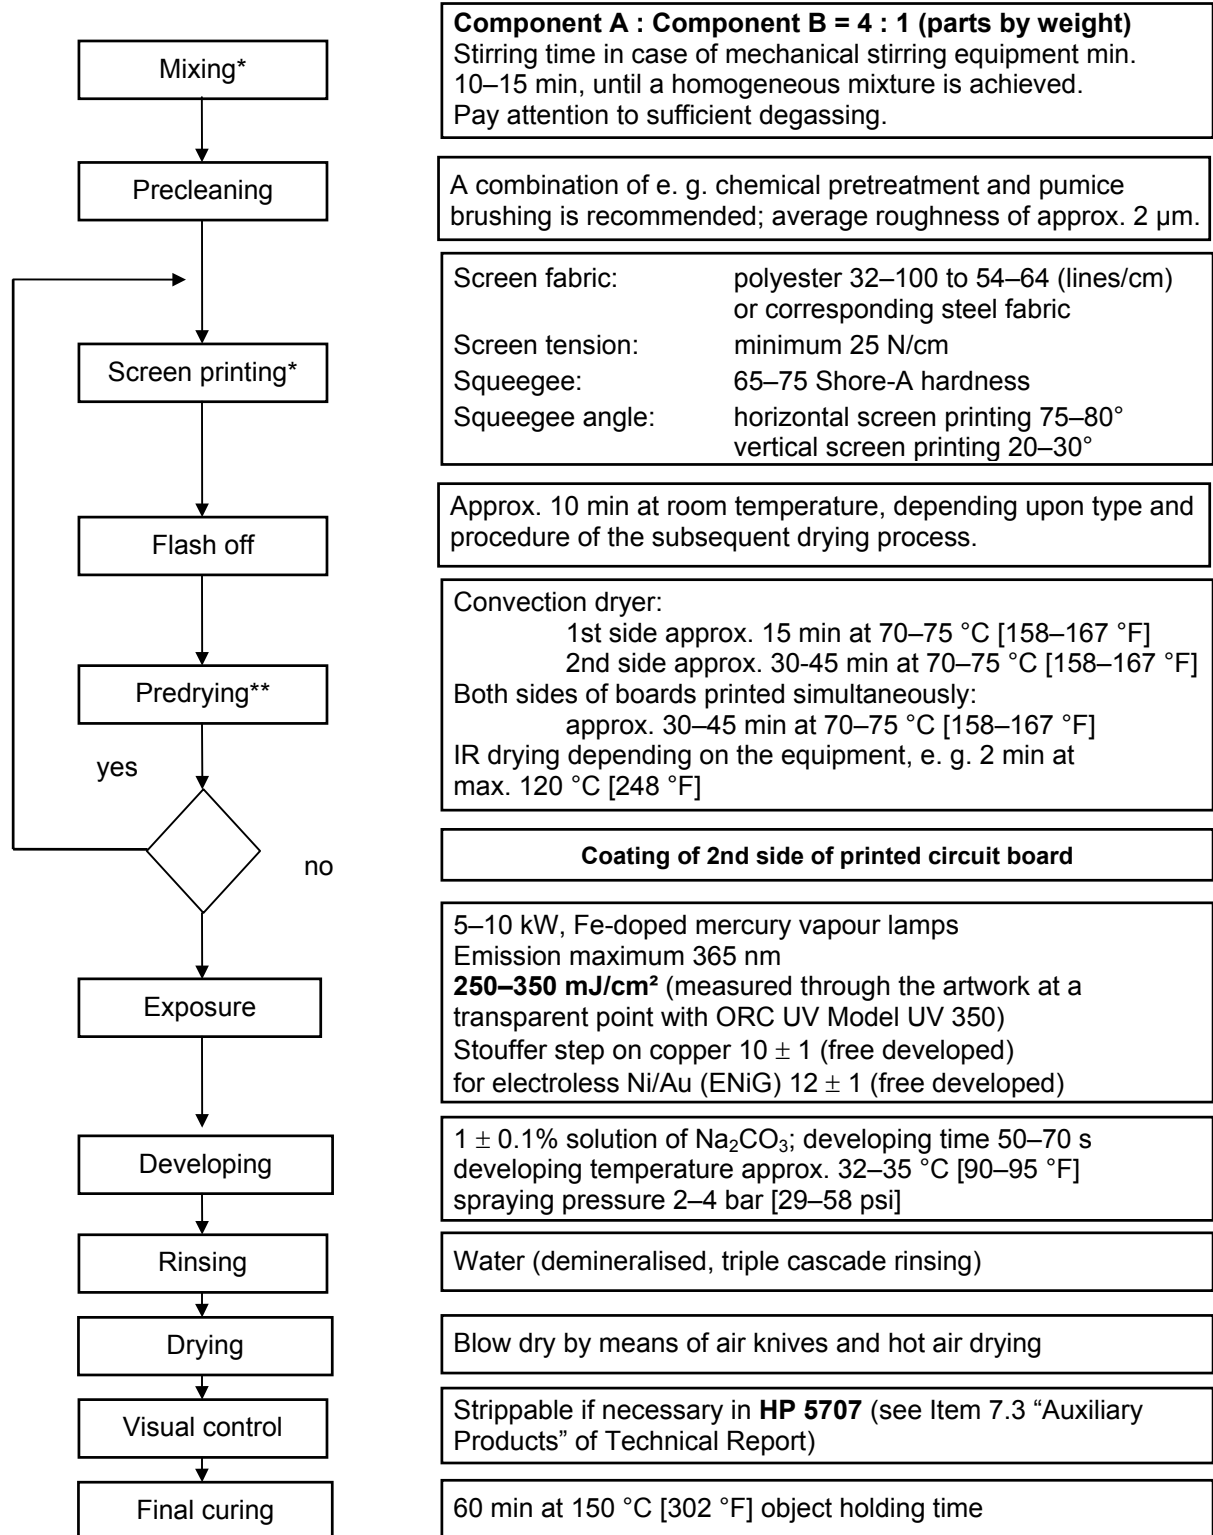 Mixing*
Component A : Component B = 4 : 1 (parts by weight)
Stirring time in case of mechanical stirring equipment min.
10–15 min, until a homogeneous mixture is achieved.
Pay attention to sufficient degassing.
Precleaning
A combination of e. g. chemical pretreatment and pumice
brushing is recommended; average roughness of approx. 2 µm.
Screen printing*
Screen fabric: polyester 32–100 to 54–64 (lines/cm)
or corresponding steel fabric
Screen tension: minimum 25 N/cm
Squeegee: 65–75 Shore-A hardness
Squeegee angle: horizontal screen printing 75–80°
vertical screen printing 20–30°
Flash off
Approx. 10 min at room temperature, depending upon type and
procedure of the subsequent drying process.
Predrying**
Convection dryer:
1st side approx. 15 min at 70–75 °C [158–167 °F]
2nd side approx. 30-45 min at 70–75 °C [158–167 °F]
Both sides of boards printed simultaneously:
approx. 30–45 min at 70–75 °C [158–167 °F]
IR drying depending on the equipment, e. g. 2 min at
max. 120 °C [248 °F]
yes
no
Coating of 2nd side of printed circuit board
Exposure
5–10 kW, Fe-doped mercury vapour lamps
Emission maximum 365 nm
250–350 mJ/cm² (measured through the artwork at a
transparent point with ORC UV Model UV 350)
Stouffer step on copper 10 ± 1 (free developed)
for electroless Ni/Au (ENiG) 12 ± 1 (free developed)
Developing
1 ± 0.1% solution of Na₂CO₃; developing time 50–70 s
developing temperature approx. 32–35 °C [90–95 °F]
spraying pressure 2–4 bar [29–58 psi]
Rinsing
Water (demineralised, triple cascade rinsing)
Drying
Blow dry by means of air knives and hot air drying
Visual control
Strippable if necessary in HP 5707 (see Item 7.3 “Auxiliary
Products” of Technical Report)
Final curing
60 min at 150 °C [302 °F] object holding time